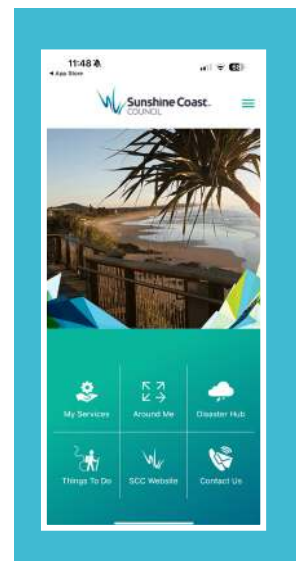 11:48
◀ App Store
Sunshine Coast.
COUNCIL
My Services
Around Me
Disaster Hub
Things To Do
SCC Website
Contact Us